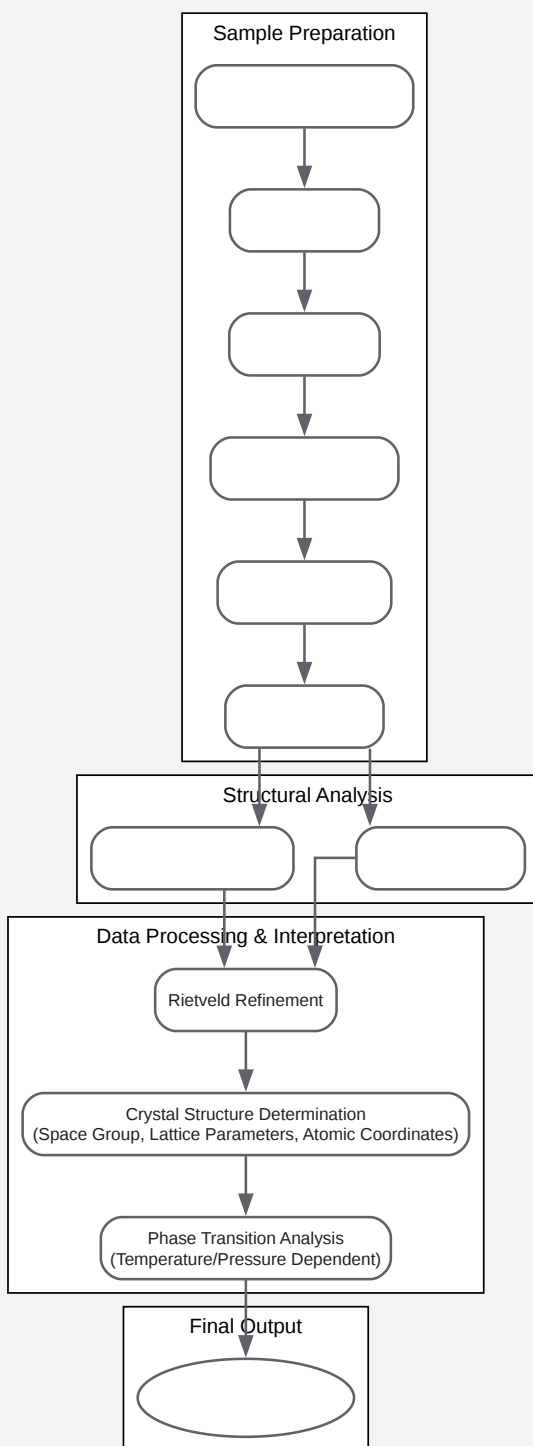 Sample Preparation
Structural Analysis
Data Processing & Interpretation
Rietveld Refinement
Crystal Structure Determination
(Space Group, Lattice Parameters, Atomic Coordinates)
Phase Transition Analysis
(Temperature/Pressure Dependent)
Final Output